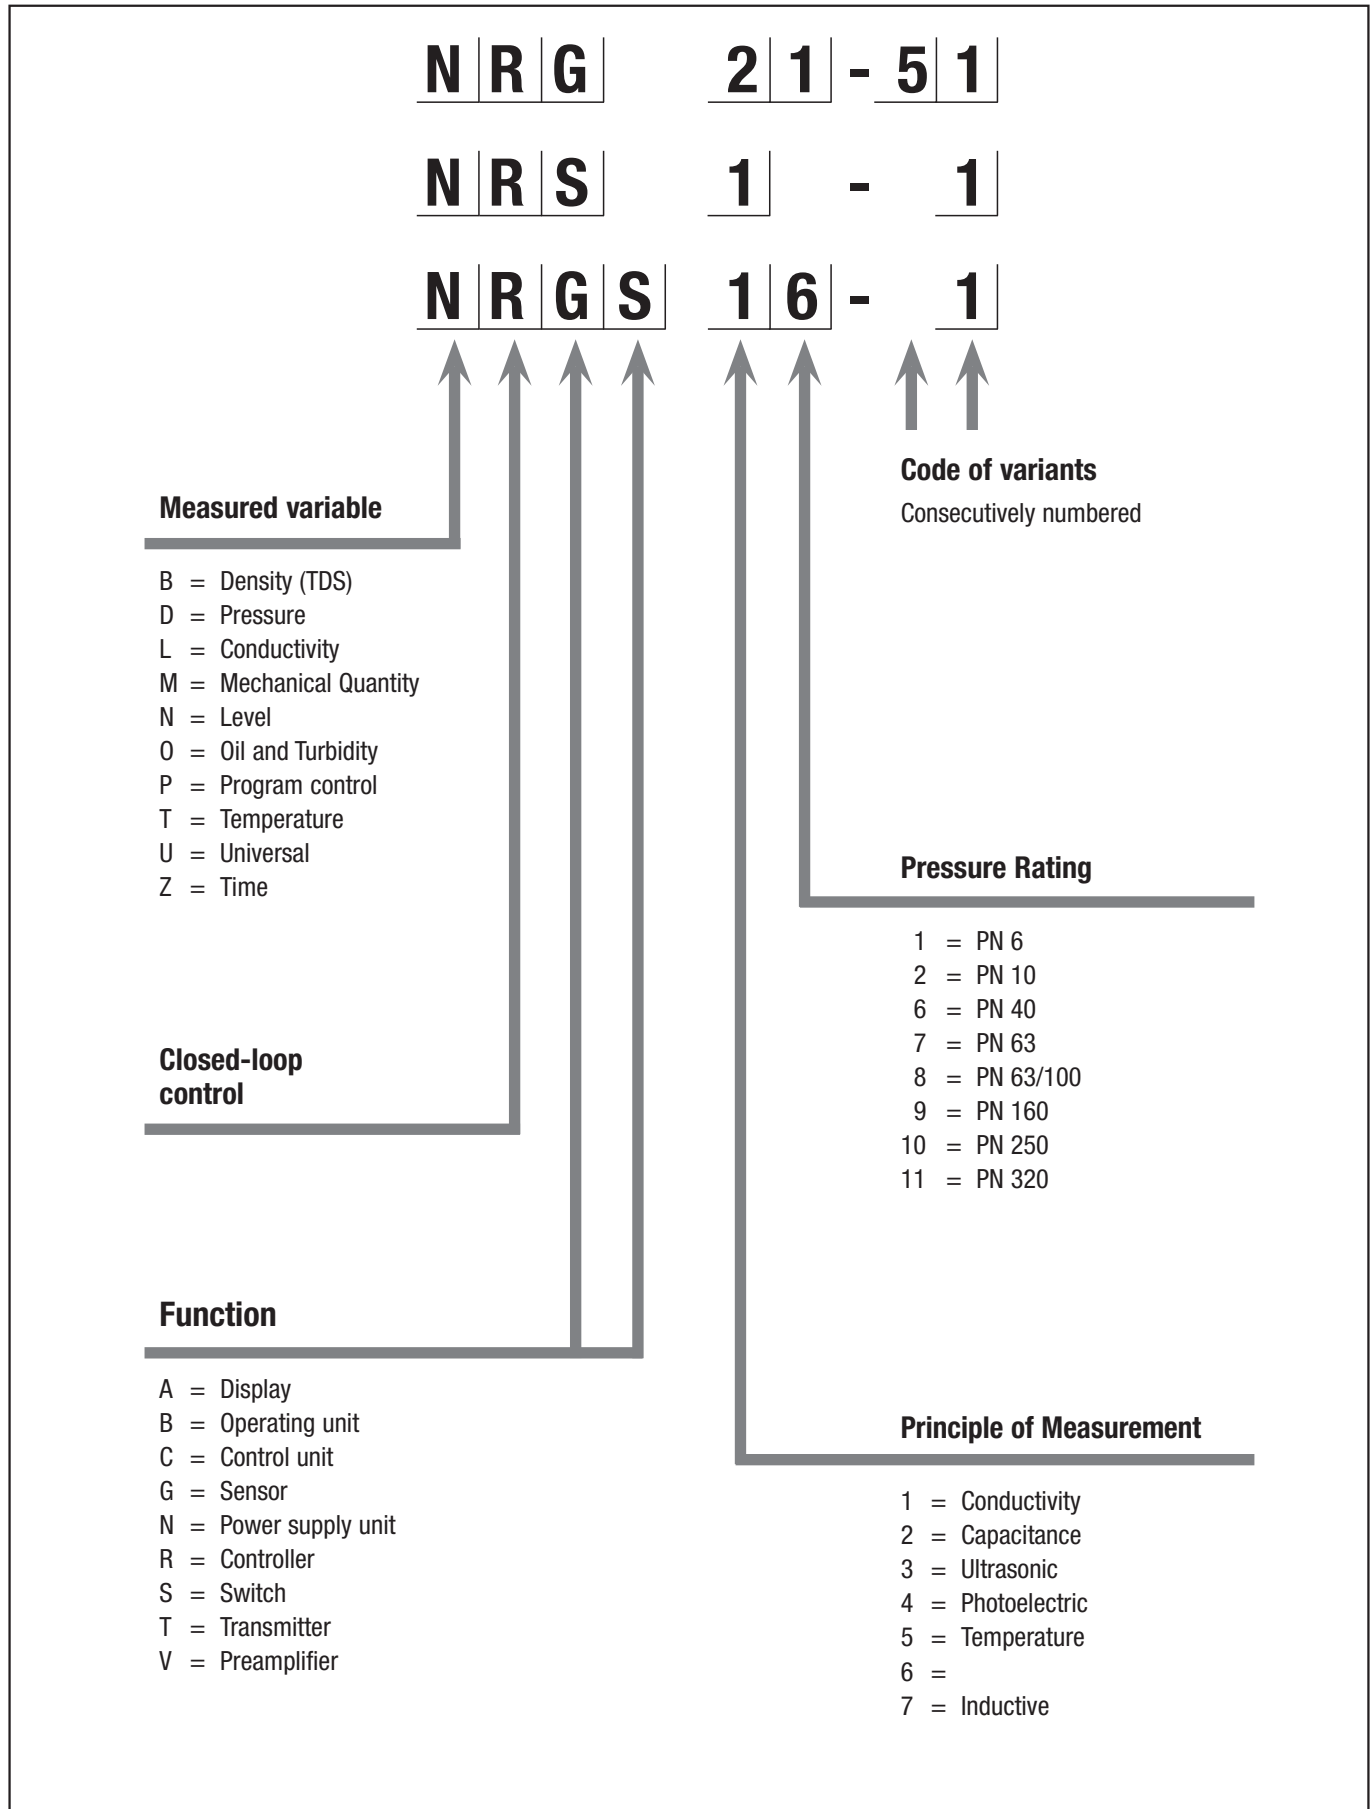 N R G 2 1 - 5 1
N R S 1 - 1
N R G S 1 6 - 1
Code of variants
Consecutively numbered
Measured variable
B = Density (TDS)
D = Pressure
L = Conductivity
M = Mechanical Quantity
N = Level
O = Oil and Turbidity
P = Program control
T = Temperature
U = Universal
Z = Time
Pressure Rating
1 = PN 6
2 = PN 10
6 = PN 40
7 = PN 63
8 = PN 63/100
9 = PN 160
10 = PN 250
11 = PN 320
Closed-loop
control
Function
A = Display
B = Operating unit
C = Control unit
G = Sensor
N = Power supply unit
R = Controller
S = Switch
T = Transmitter
V = Preamplifier
Principle of Measurement
1 = Conductivity
2 = Capacitance
3 = Ultrasonic
4 = Photoelectric
5 = Temperature
6 =
7 = Inductive